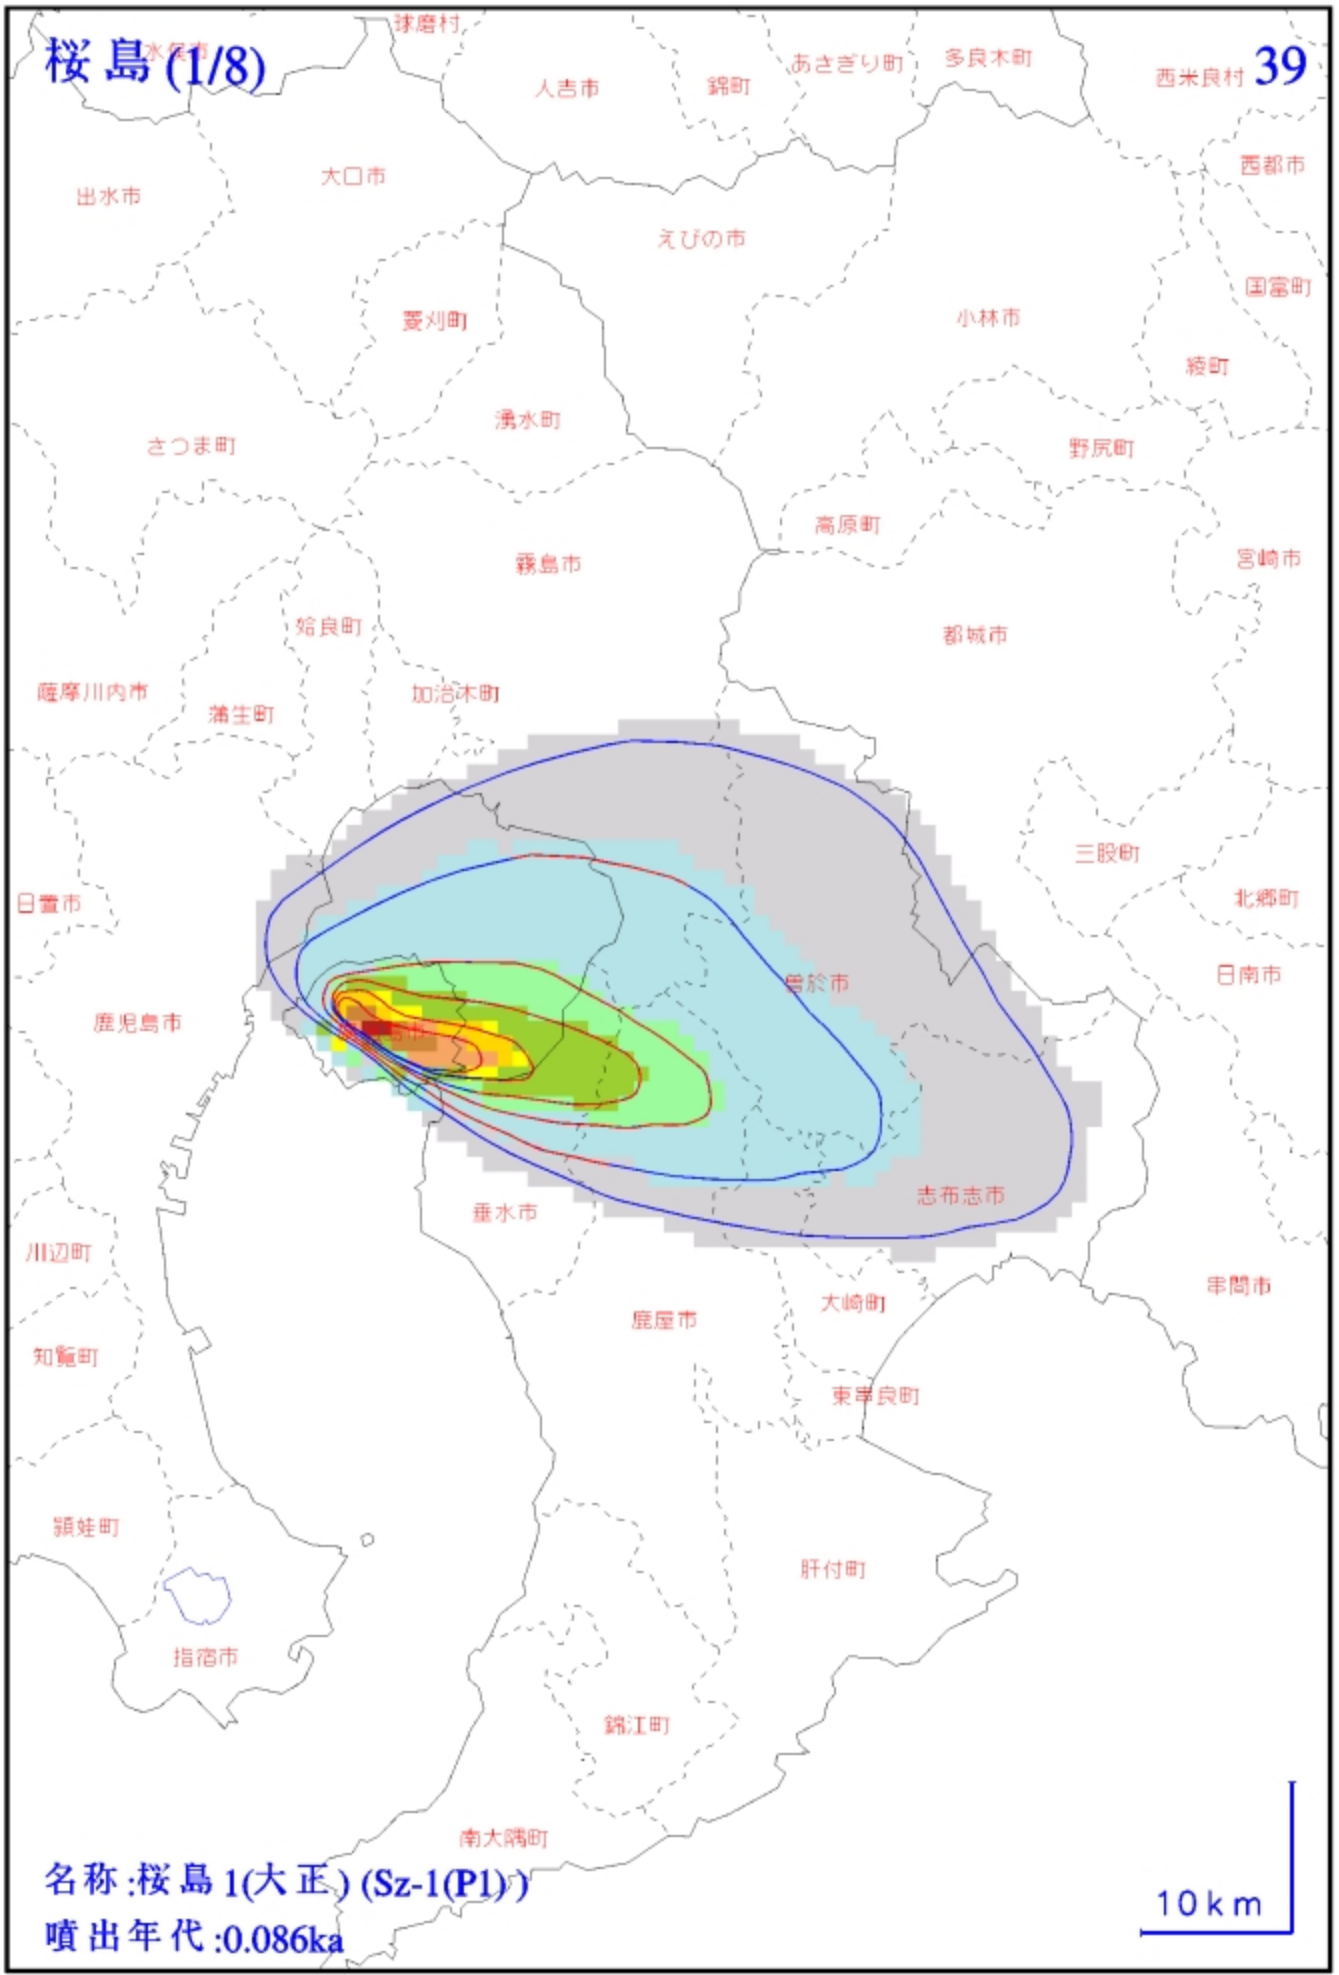 球磨村
水俣市
桜島 (1/8)
39
人吉市
錦町
あさぎり町
多良木町
西米良村
西都市
出水市
大口市
えびの市
国富町
菱刈町
小林市
綾町
湧水町
さつま町
野尻町
高原町
霧島市
宮崎市
姶良町
都城市
薩摩川内市
加治木町
蒲生町
三股町
日置市
北郷町
曽於市
日南市
鹿児島市
鹿児島市
志布志市
垂水市
川辺町
大崎町
串間市
鹿屋市
知覧町
東串良町
頴娃町
肝付町
指宿市
錦江町
南大隅町
名称:桜島1(大正) (Sz-1(P1) )
噴出年代:0.086ka
10km